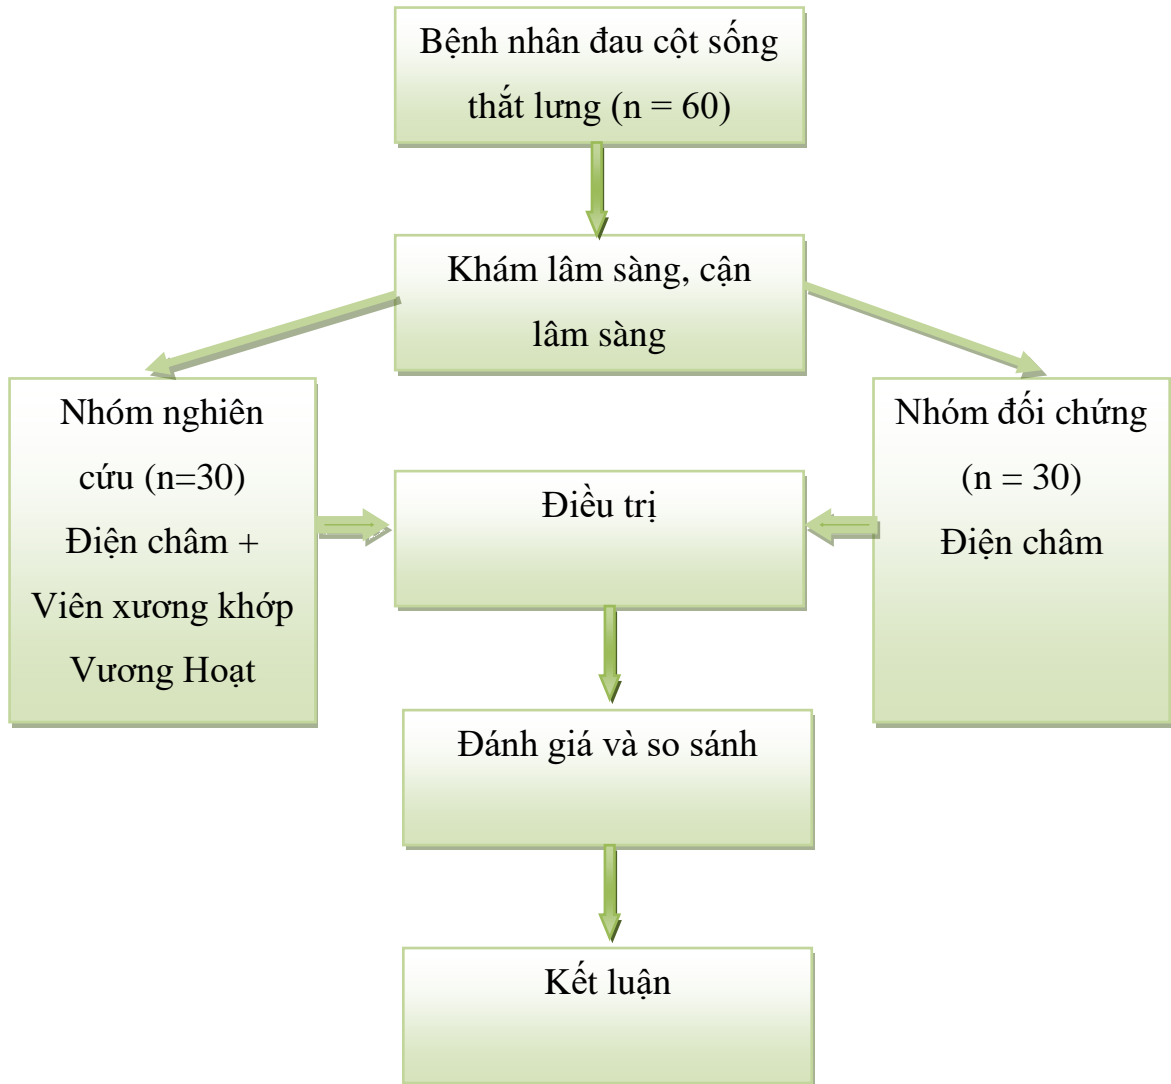 Bệnh nhân đau cột sống
thắt lưng (n = 60)
Khám lâm sàng, cận
lâm sàng
Nhóm nghiên
cứu (n=30)
Điện châm +
Viên xương khớp
Vương Hoạt
Nhóm đối chứng
(n = 30)
Điện châm
Điều trị
Đánh giá và so sánh
Kết luận